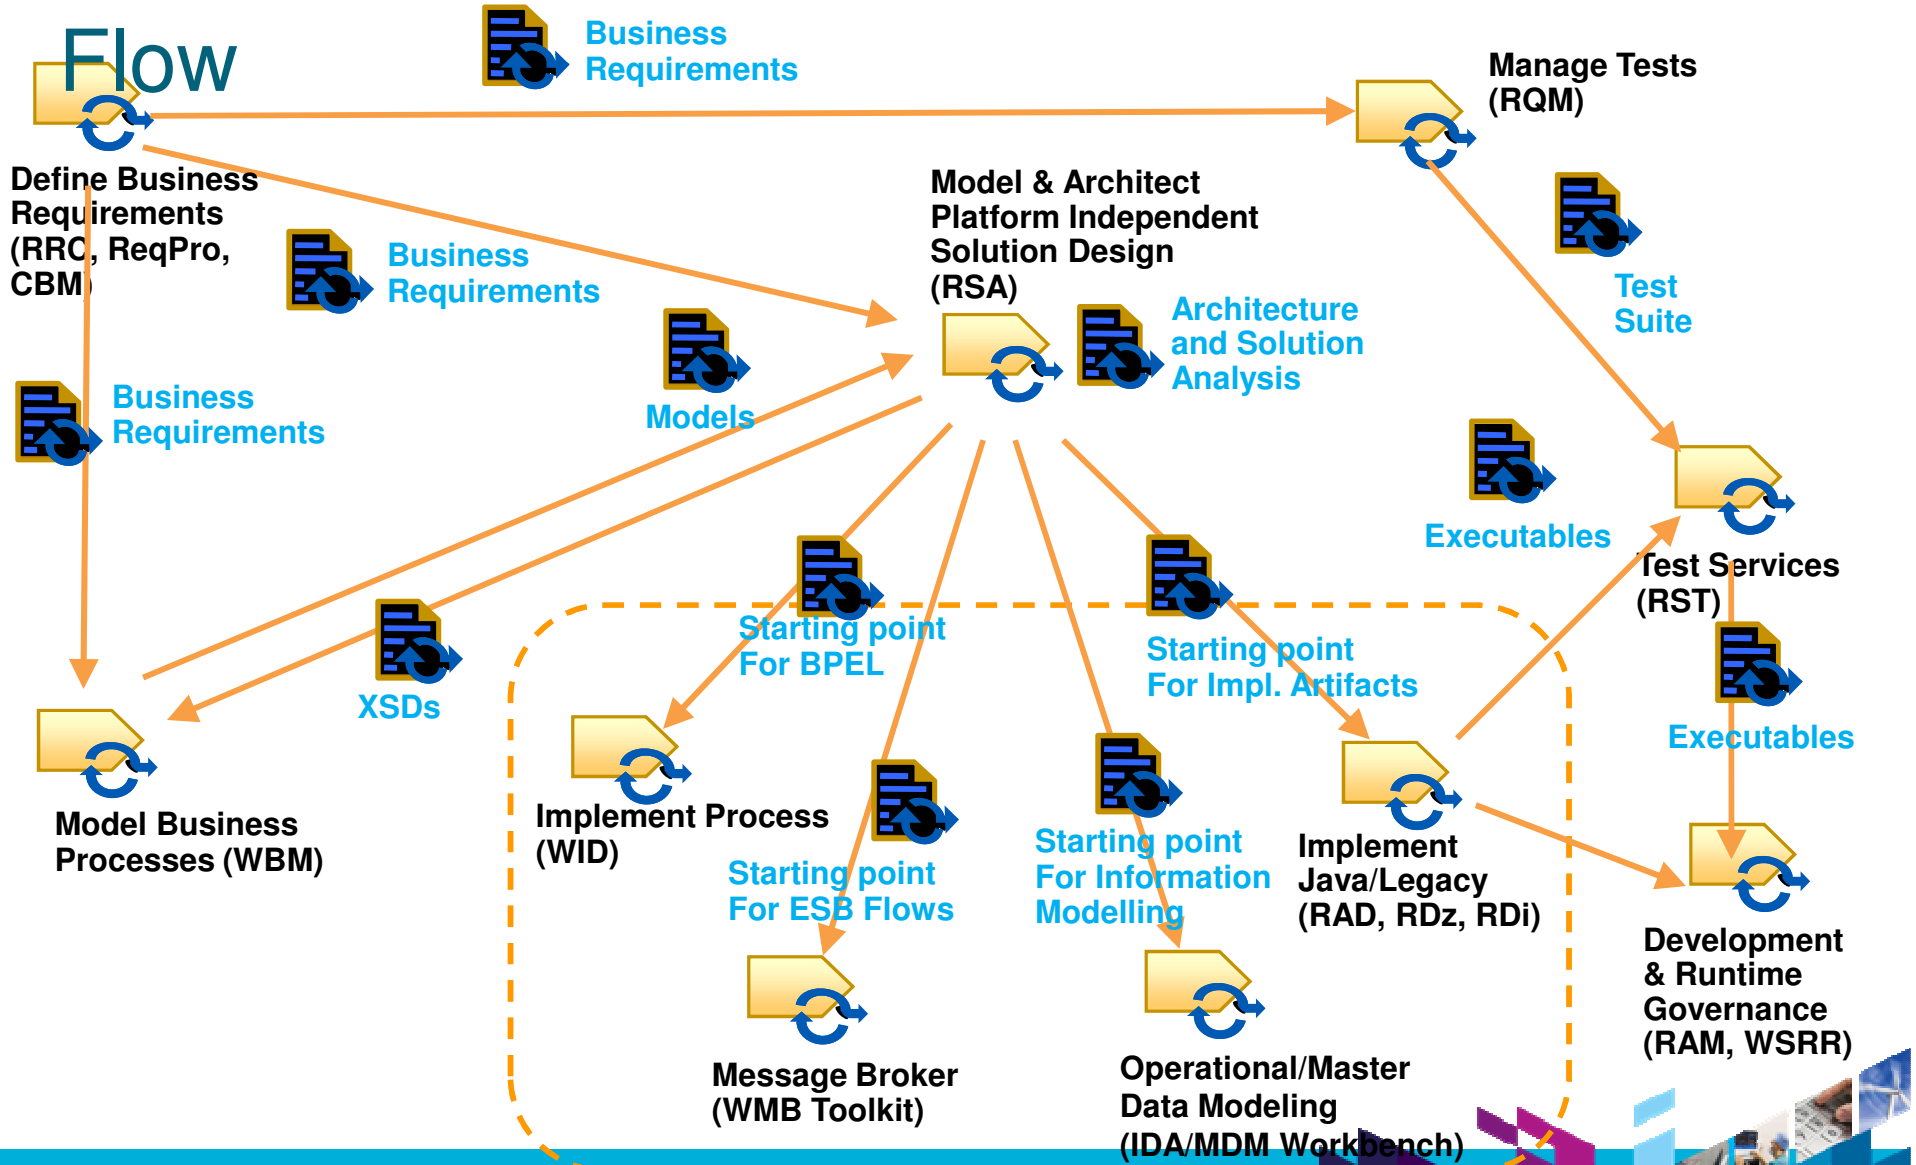 Flow
Business
Requirements
Manage Tests
(RQM)
Define Business
Requirements
(RRC, ReqPro,
CBM)
Model & Architect
Platform Independent
Solution Design
(RSA)
Business
Requirements
Architecture
and Solution
Analysis
Test
Suite
Business
Requirements
Models
Executables
Test Services
(RST)
XSDs
Starting point
For BPEL
Starting point
For Impl. Artifacts
Executables
Model Business
Processes (WBM)
Implement Process
(WID)
Starting point
For ESB Flows
Starting point
For Information
Modelling
Implement
Java/Legacy
(RAD, RDz, RDi)
Development
& Runtime
Governance
(RAM, WSRR)
Message Broker
(WMB Toolkit)
Operational/Master
Data Modeling
(IDA/MDM Workbench)